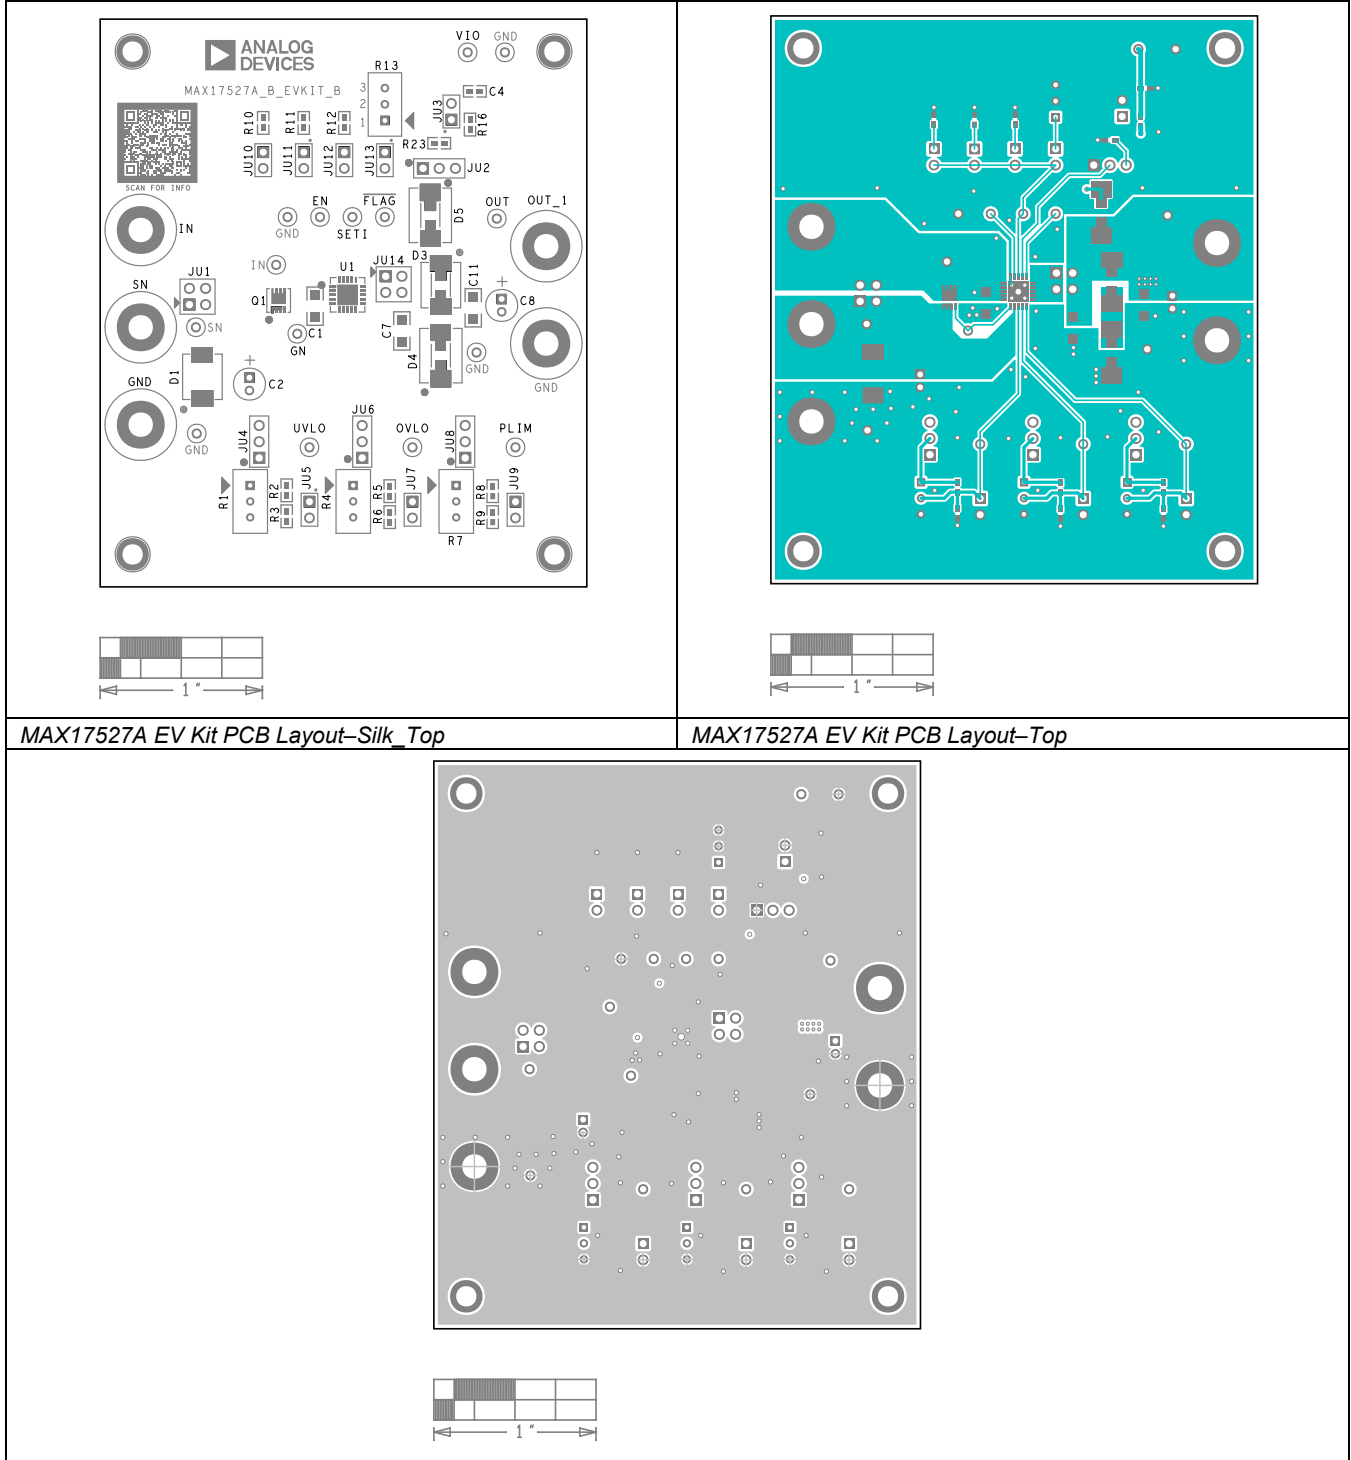 VIO GND
ANALOG
DEVICES
R13
MAX17527A_B_EVKIT_B
3
2
1
JU3
C4
R16
R10
R11
R12
R23
JU10
JU11
JU12
JU13
JU2
SCAN FOR INFO
EN
FLAG
D5
OUT
OUT_1
GND
SETI
IN
IN
JU1
U1
JU14
D3
C11
SN
Q1
C8
SN
C1
C7
GN
D4
GND
D1
C2
GND
GND
JU6
JU4
UVLO
OVLO
JU8
PLIM
GND
R1
R2
R3
JU5
R4
R5
R6
JU7
R8
R9
JU9
R7
1"
1"
MAX17527A EV Kit PCB Layout–Silk_Top
MAX17527A EV Kit PCB Layout–Top
1"